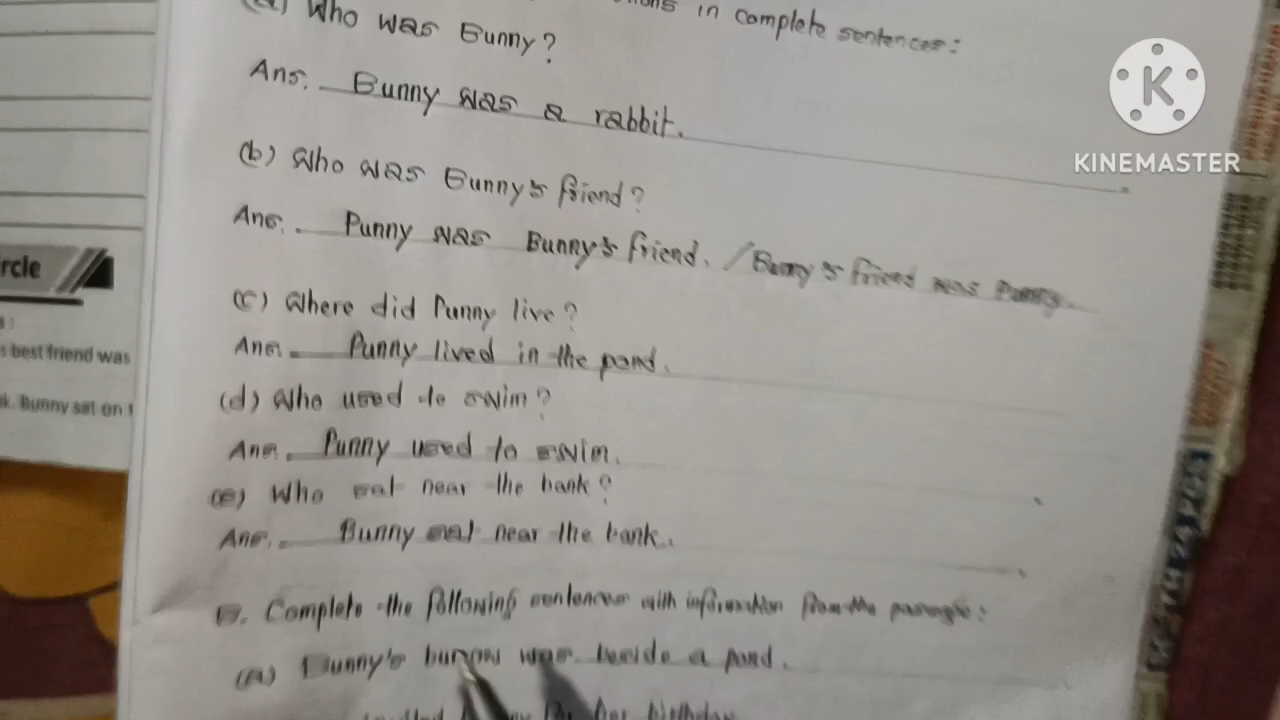 (a) Who was Bunny?
in complete sentences:
Ans. Bunny was a rabbit.
(b) Who was Bunny's friend?
Ans. Punny was Bunny's friend. / Bunny's friend was Punny.
(c) Where did Punny live?
Ans. Punny lived in the pond.
(d) Who used to swim?
Ans. Punny used to swim.
(e) Who sat near the bank?
Ans. Bunny sat near the bank.
B. Complete the following sentences with information from the passage:
(a) Bunny's burrow was beside a pond.
her birthday
rcle
s best friend was
k. Bunny sat on
K
KINEMASTER